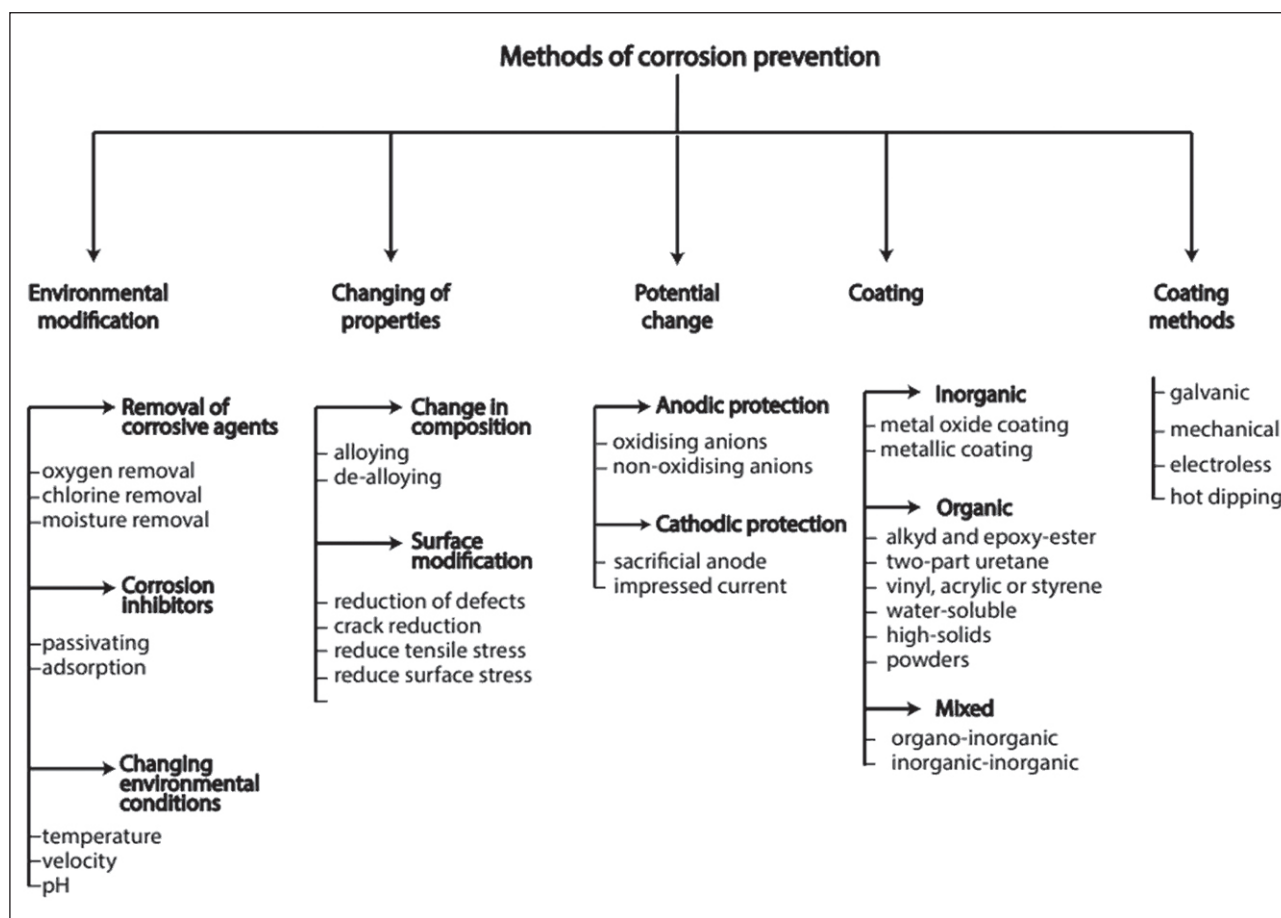 Methods of corrosion prevention
Environmental
modification
Removal of
corrosive agents
oxygen removal
chlorine removal
moisture removal
Corrosion
inhibitors
passivating
adsorption
Changing
environmental
conditions
temperature
velocity
pH
Changing of
properties
Change in
composition
alloying
de-alloying
Surface
modification
reduction of defects
crack reduction
reduce tensile stress
reduce surface stress
Potential
change
Anodic protection
oxidising anions
non-oxidising anions
Cathodic protection
sacrificial anode
impressed current
Coating
Inorganic
metal oxide coating
metallic coating
Organic
alkyd and epoxy-ester
two-part uretane
vinyl, acrylic or styrene
water-soluble
high-solids
powders
Mixed
organo-inorganic
inorganic-inorganic
Coating
methods
galvanic
mechanical
electroless
hot dipping